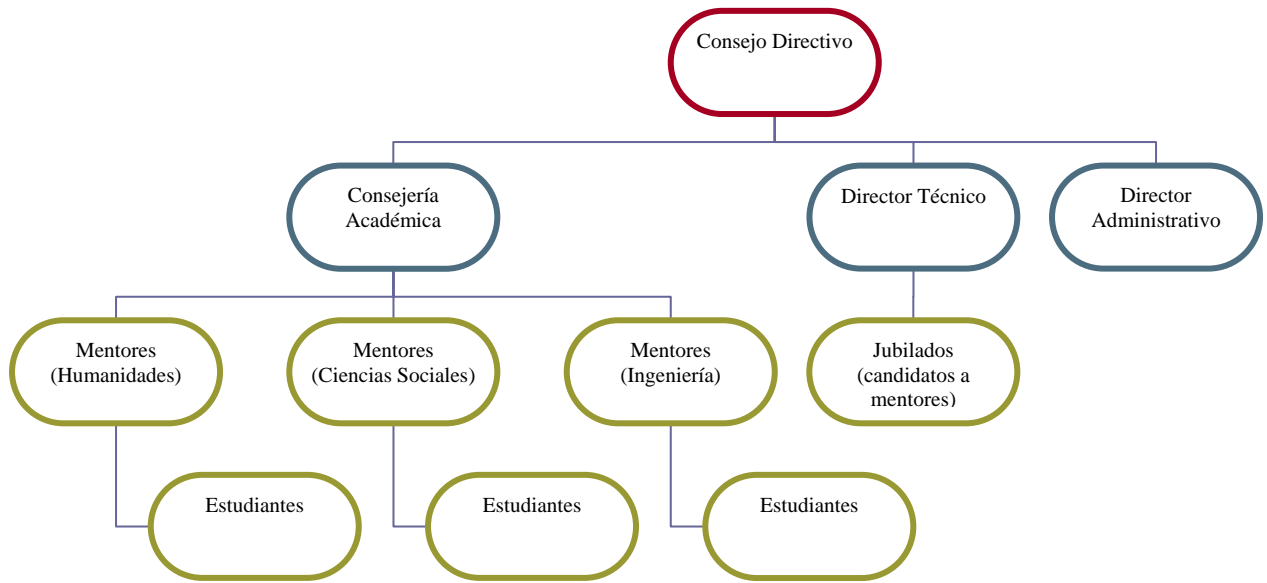 Consejo Directivo
Consejería
Académica
Director Técnico
Director
Administrativo
Mentores
(Humanidades)
Mentores
(Ciencias Sociales)
Mentores
(Ingeniería)
Jubilados
(candidatos a
mentores)
Estudiantes
Estudiantes
Estudiantes